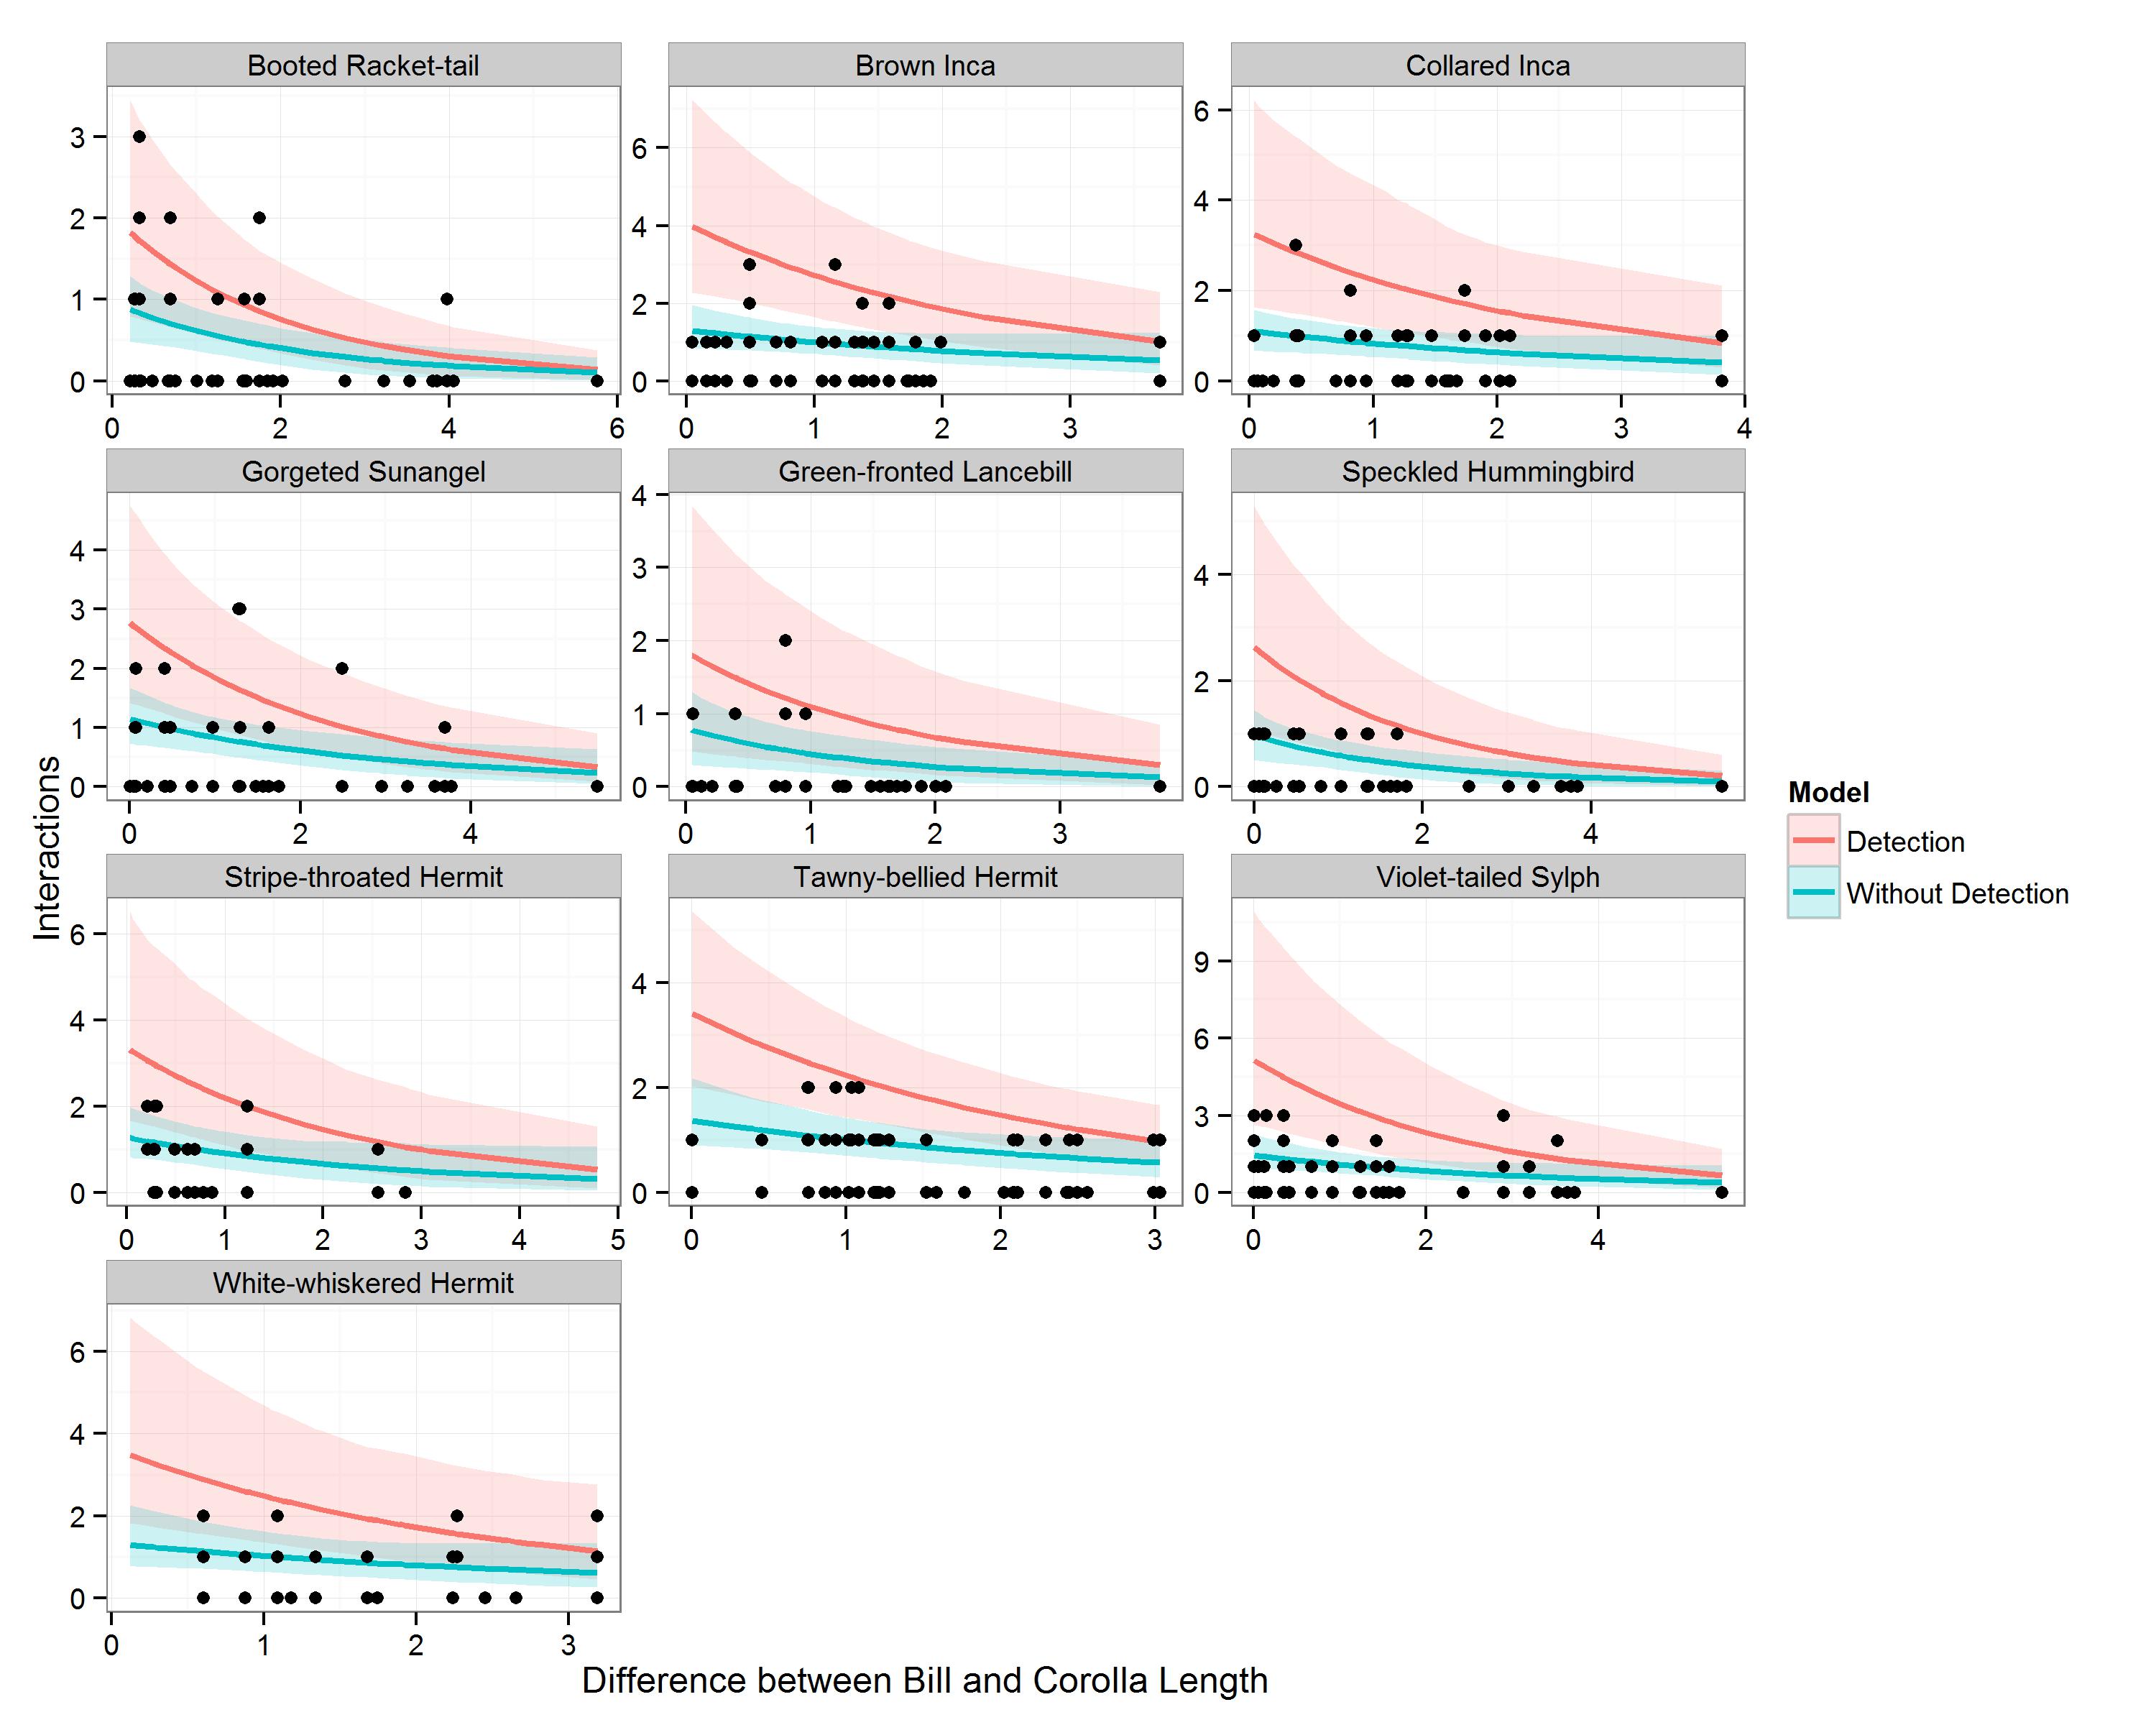 Booted Racket-tail Brown Inca Collared Inca
3 2 1 0
6 4 2 0
6 4 2 0
0 2 4 6 0 1 2 3 0 1 2 3 4
Gorgeted Sunangel Green-fronted Lancebill Speckled Hummingbird
4 3 2 1 0
4 3 2 1 0
4 2 0
0 2 4 0 1 2 3 0 2 4
Interactions
Model
Detection
Without Detection
Stripe-throated Hermit Tawny-bellied Hermit Violet-tailed Sylph
6 4 2 0
4 2 0
9 6 3 0
0 1 2 3 4 5 0 1 2 3 0 2 4
White-whiskered Hermit
6 4 2 0
0 1 2 3
Difference between Bill and Corolla Length